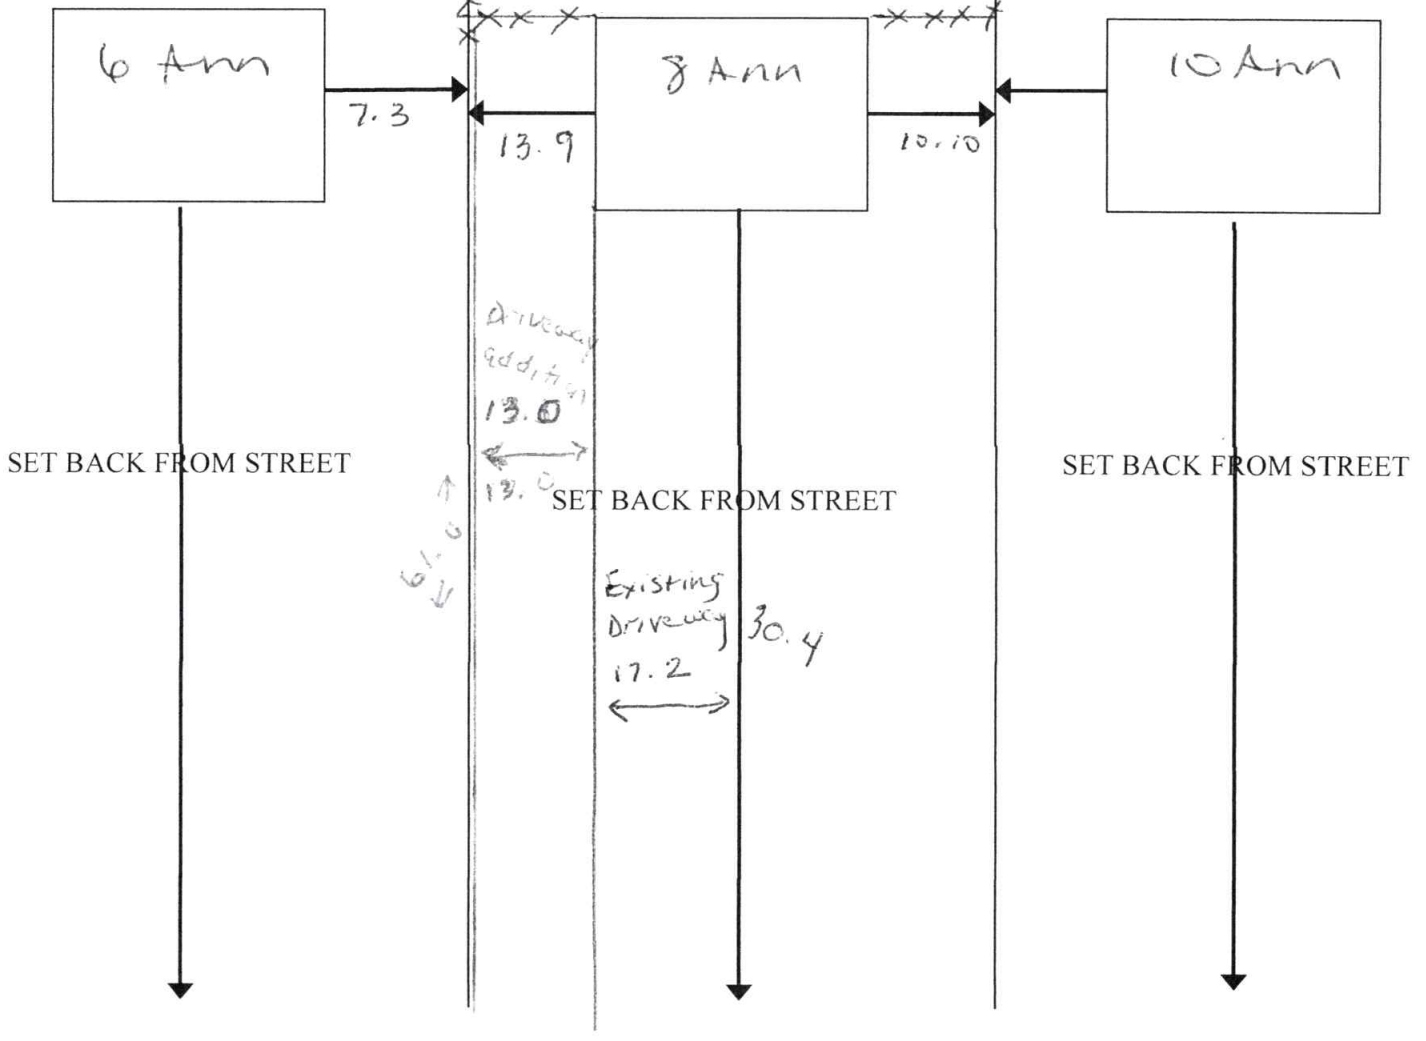 6 Ann
8 Ann
10 Ann
7.3
13.9
10.10
Driveway
addition
13.0
SET BACK FROM STREET
SET BACK FROM STREET
13.0
SET BACK FROM STREET
Existing
Driveway
30.4
17.2